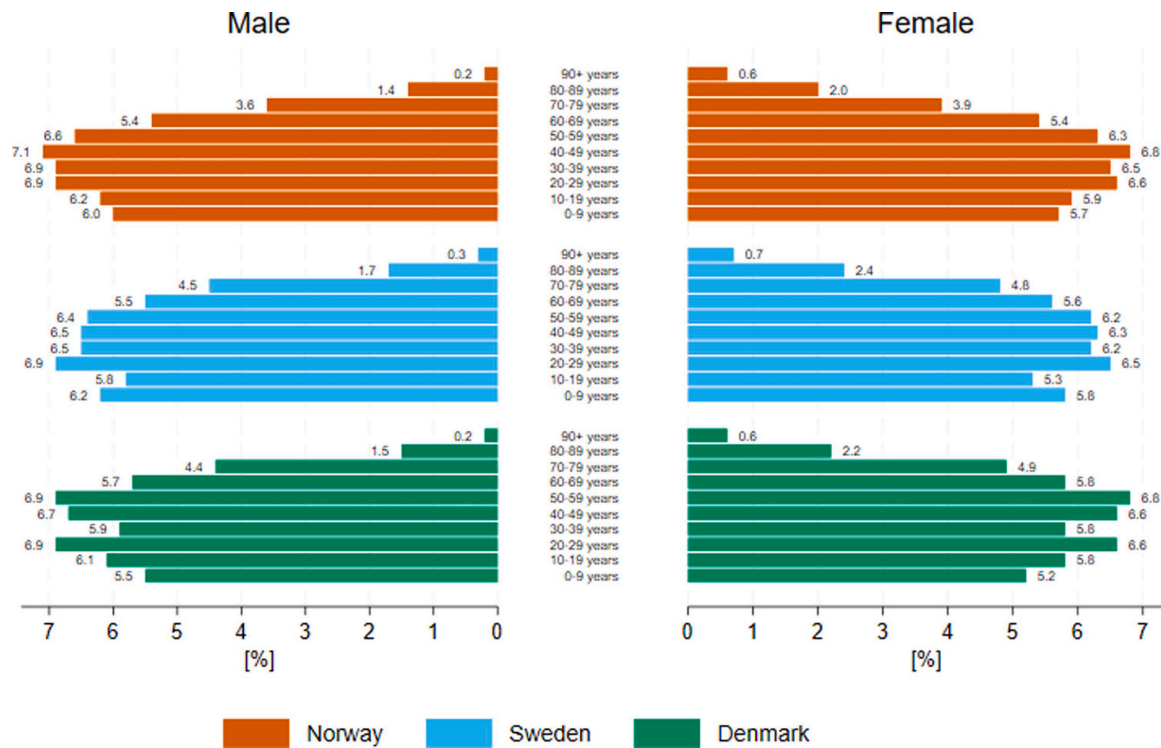 Male Female
0.2 90+ years 0.6
1.4 80-89 years 2.0
3.6 70-79 years 3.9
5.4 60-69 years 5.4
6.6 50-59 years 6.3
7.1 40-49 years 6.8
6.9 30-39 years 6.5
6.9 20-29 years 6.6
6.2 10-19 years 5.9
6.0 0-9 years 5.7
0.3 90+ years 0.7
1.7 80-89 years 2.4
4.5 70-79 years 4.8
5.5 60-69 years 5.6
6.4 50-59 years 6.2
6.5 40-49 years 6.3
6.5 30-39 years 6.2
6.9 20-29 years 6.5
5.8 10-19 years 5.3
6.2 0-9 years 5.8
0.2 90+ years 0.6
1.5 80-89 years 2.2
4.4 70-79 years 4.9
5.7 60-69 years 5.8
6.9 50-59 years 6.8
6.7 40-49 years 6.6
5.9 30-39 years 5.8
6.9 20-29 years 6.6
6.1 10-19 years 5.8
5.5 0-9 years 5.2
7 6 5 4 3 2 1 0 0 1 2 3 4 5 6 7
[%] [%]
Norway Sweden Denmark